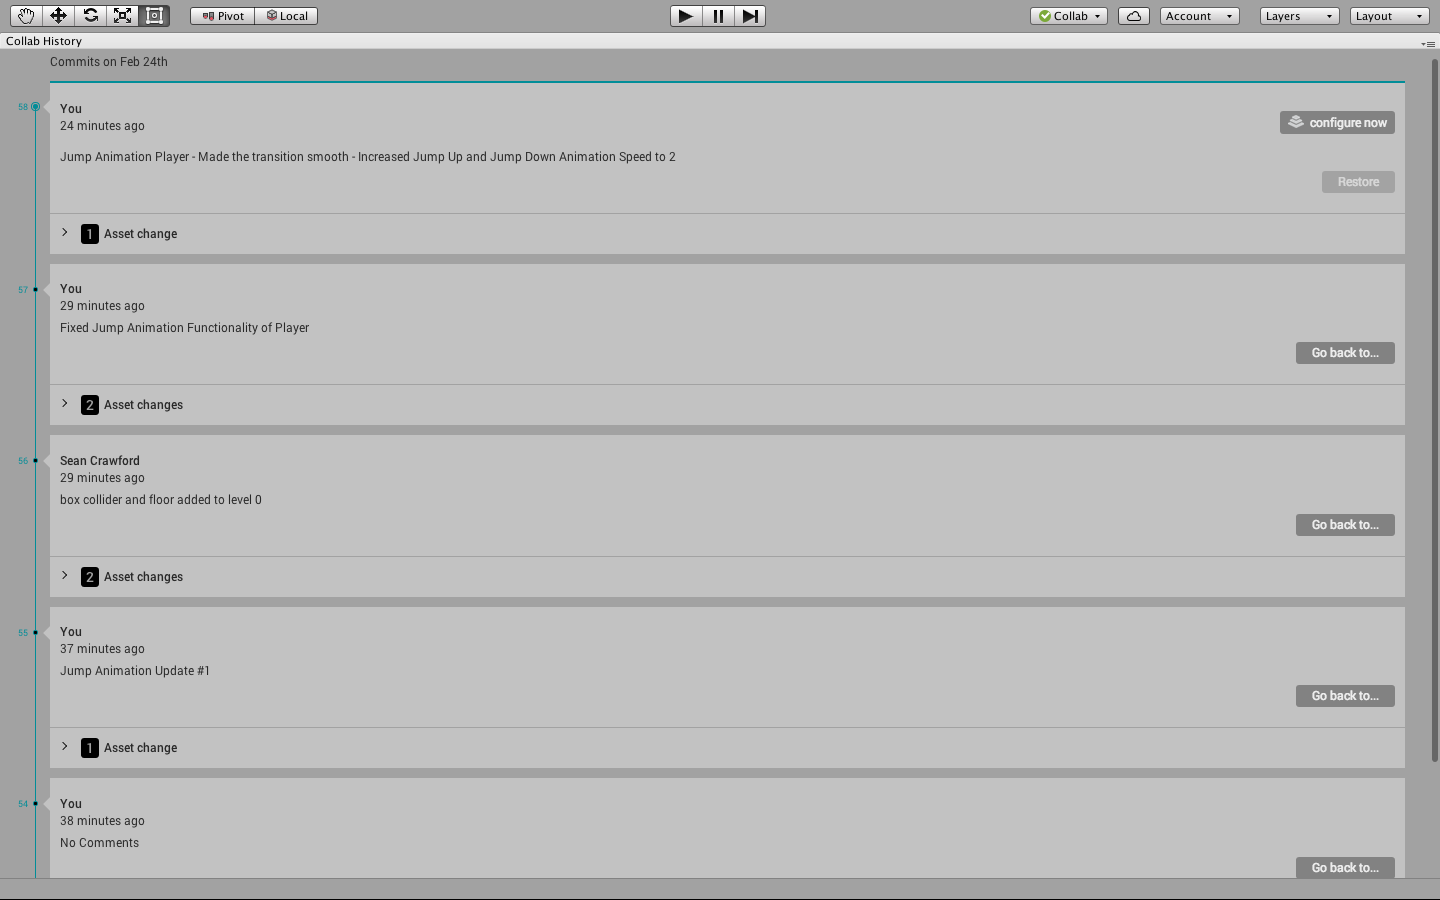 Pivot Local Collab Account Layers Layout
Collab History
Commits on Feb 24th
58
You
24 minutes ago
configure now
Jump Animation Player - Made the transition smooth - Increased Jump Up and Jump Down Animation Speed to 2
Restore
1 Asset change
57
You
29 minutes ago
Fixed Jump Animation Functionality of Player
Go back to...
2 Asset changes
56
Sean Crawford
29 minutes ago
box collider and floor added to level 0
Go back to...
2 Asset changes
55
You
37 minutes ago
Jump Animation Update #1
Go back to...
1 Asset change
54
You
38 minutes ago
No Comments
Go back to...